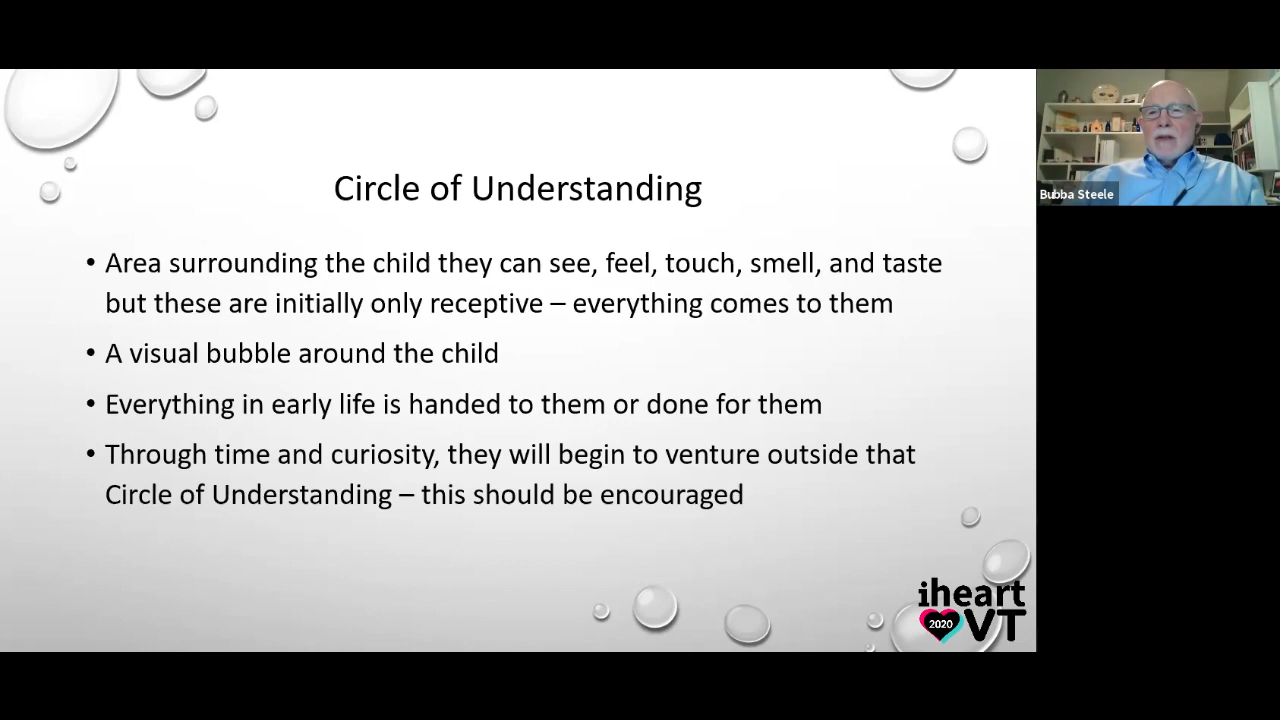 Circle of Understanding
• Area surrounding the child they can see, feel, touch, smell, and taste
but these are initially only receptive – everything comes to them
• A visual bubble around the child
• Everything in early life is handed to them or done for them
• Through time and curiosity, they will begin to venture outside that
Circle of Understanding – this should be encouraged
iheart
2020 VT
Bubba Steele